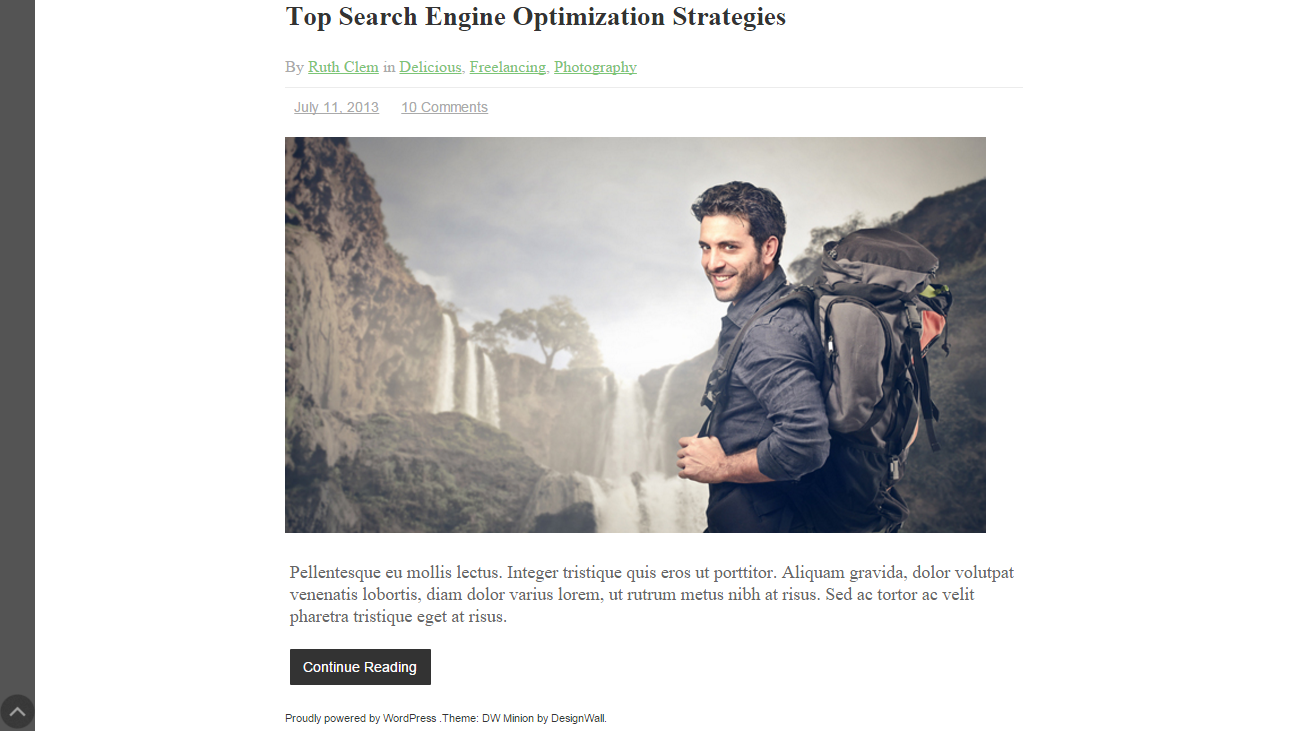 Top Search Engine Optimization Strategies
By Ruth Clem in Delicious, Freelancing, Photography
July 11, 2013 10 Comments
Pellentesque eu mollis lectus. Integer tristique quis eros ut porttitor. Aliquam gravida, dolor volutpat
venenatis lobortis, diam dolor varius lorem, ut rutrum metus nibh at risus. Sed ac tortor ac velit
pharetra tristique eget at risus.
Continue Reading
Proudly powered by WordPress .Theme: DW Minion by DesignWall.